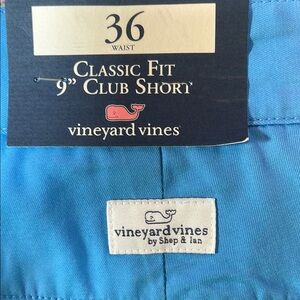 36
WAIST
CLASSIC FIT
9" CLUB SHORT
vineyard vines
vineyard vines
by Shep & Ian